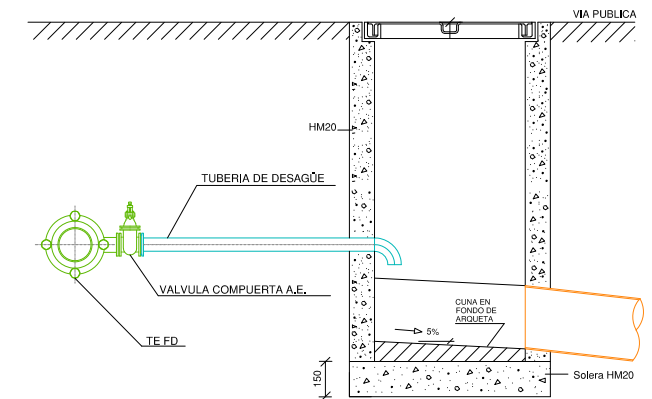 VIA PUBLICA
HM20
TUBERIA DE DESAGÜE
VALVULA COMPUERTA A.E.
TE FD
CUNA EN
FONDO DE
ARQUETA
5%
150
Solera HM20